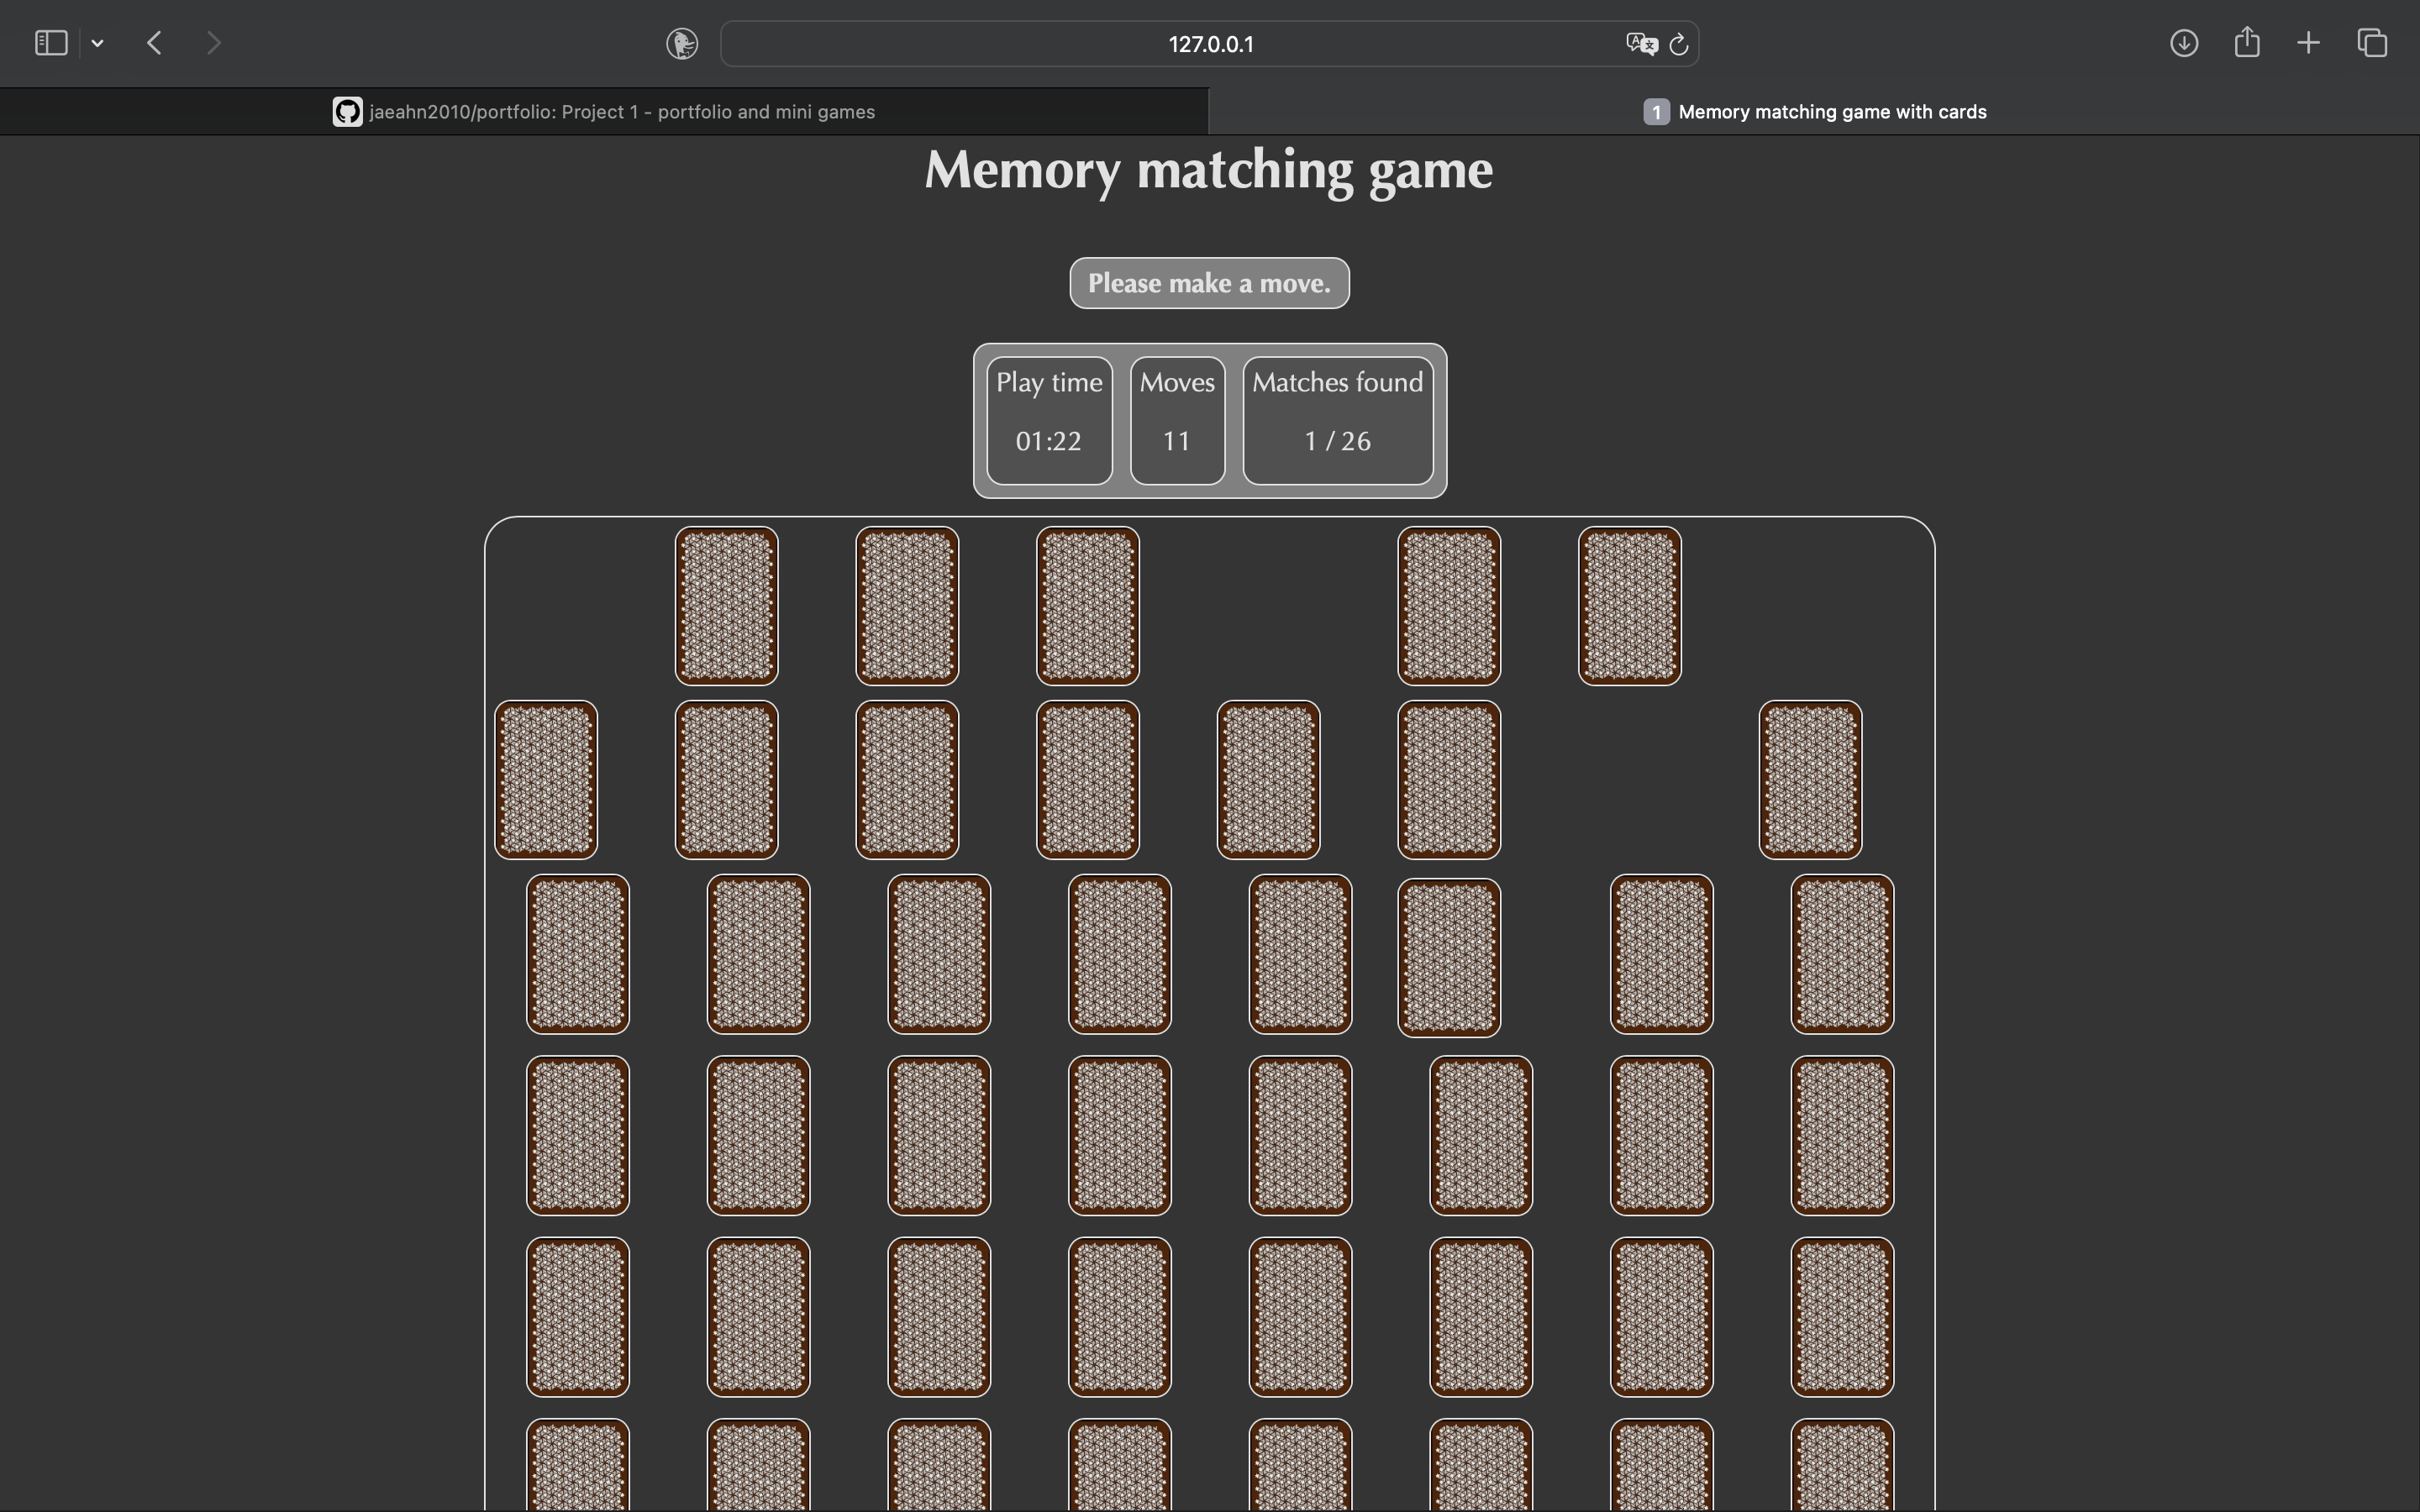 127.0.0.1
jaeahn2010/portfolio: Project 1 - portfolio and mini games
1 Memory matching game with cards
Memory matching game
Please make a move.
Play time Moves Matches found
01:22 11 1 / 26